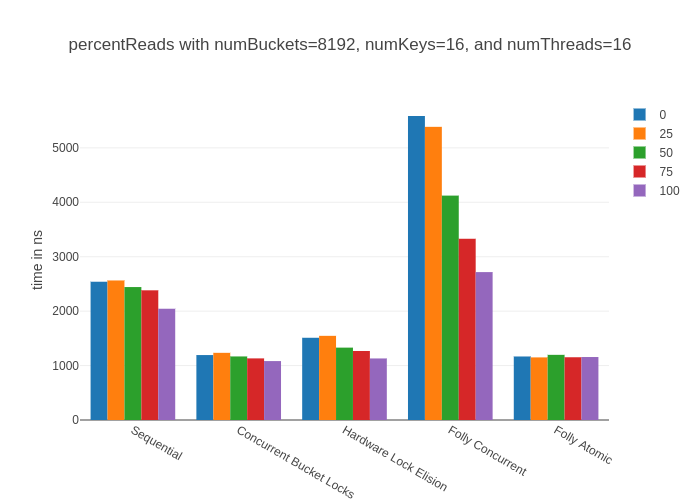 percentReads with numBuckets=8192, numKeys=16, and numThreads=16
time in ns
5000
4000
3000
2000
1000
0
Sequential
Concurrent Bucket Locks
Hardware Lock Elision
Folly Concurrent
Folly Atomic
0
25
50
75
100